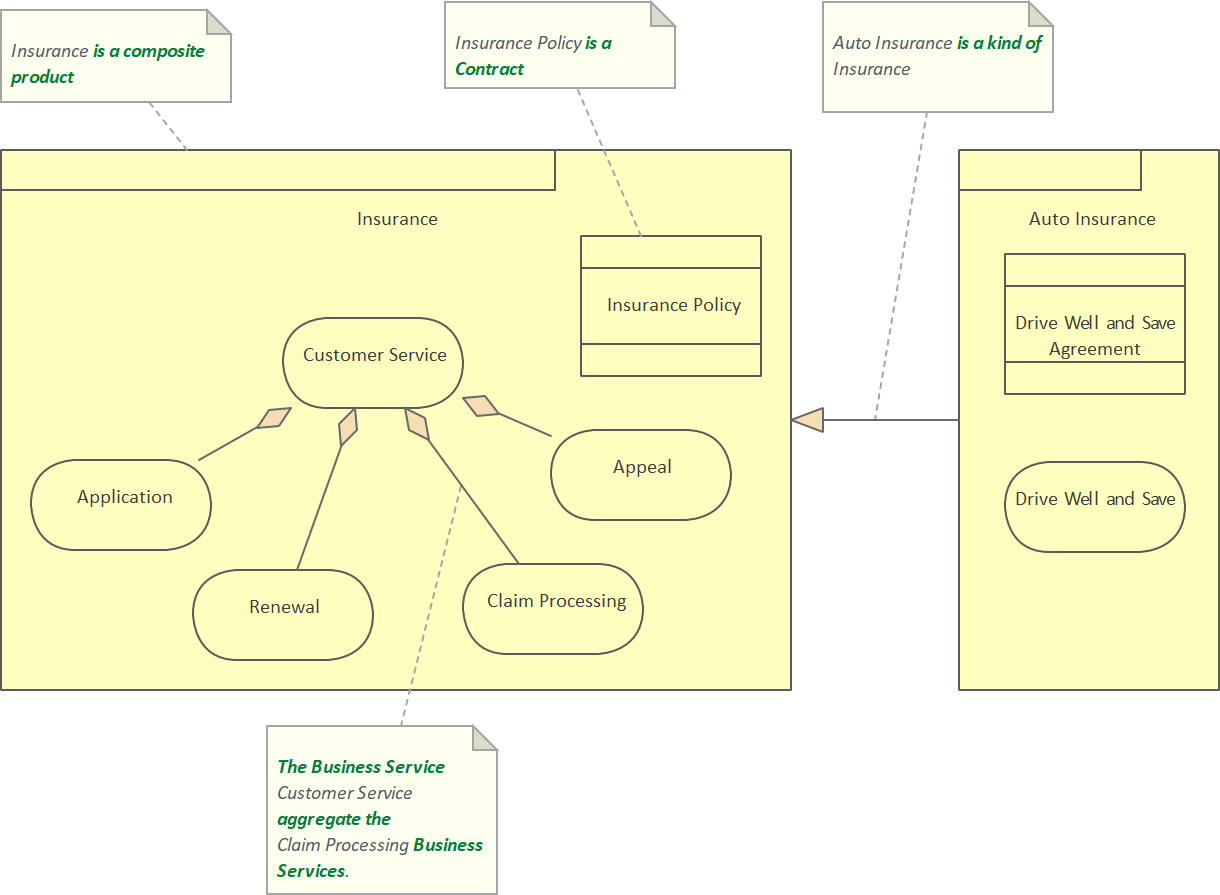 Insurance is a composite
product
Insurance Policy is a
Contract
Auto Insurance is a kind of
Insurance
Insurance
Auto Insurance
Insurance Policy
Drive Well and Save
Agreement
Customer Service
Application
Appeal
Drive Well and Save
Renewal
Claim Processing
The Business Service
Customer Service
aggregate the
Claim Processing Business
Services.